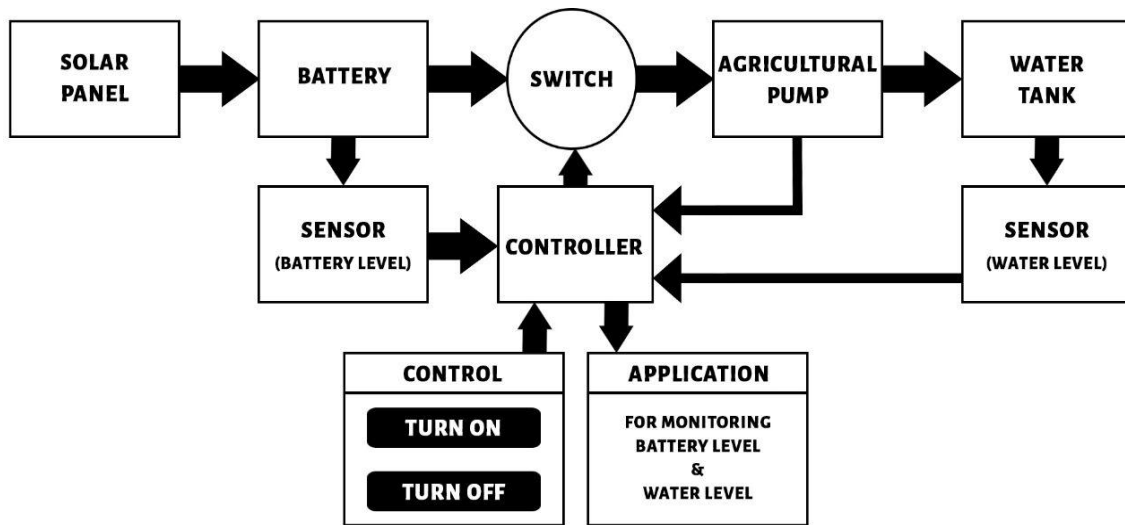 SOLAR
PANEL
BATTERY
SWITCH
AGRICULTURAL
PUMP
WATER
TANK
SENSOR
(BATTERY LEVEL)
CONTROLLER
SENSOR
(WATER LEVEL)
CONTROL
TURN ON
TURN OFF
APPLICATION
FOR MONITORING
BATTERY LEVEL
&
WATER LEVEL